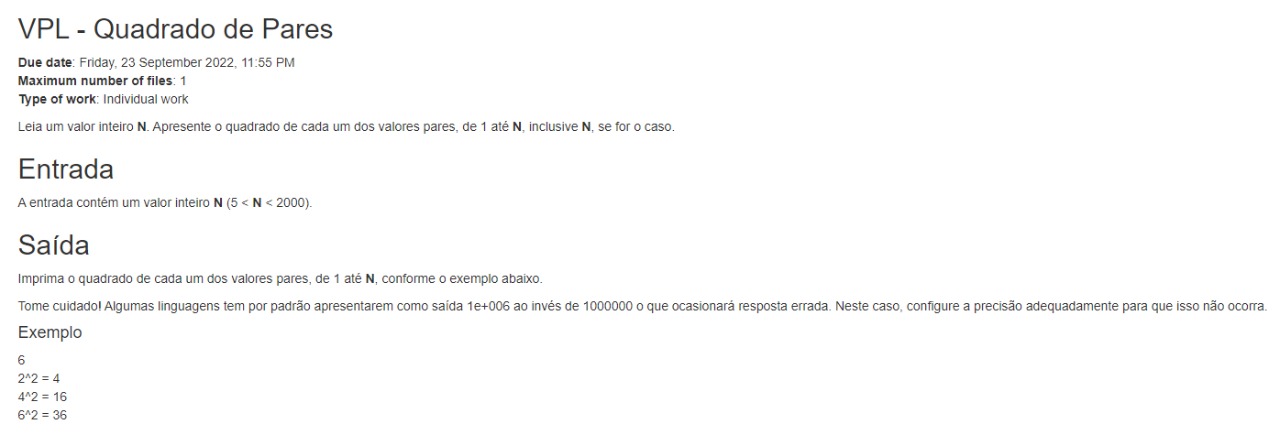 VPL - Quadrado de Pares
Due date: Friday, 23 September 2022, 11:55 PM
Maximum number of files: 1
Type of work: Individual work
Leia um valor inteiro N. Apresente o quadrado de cada um dos valores pares, de 1 até N, inclusive N, se for o caso.
Entrada
A entrada contém um valor inteiro N (5 < N < 2000).
Saída
Imprima o quadrado de cada um dos valores pares, de 1 até N, conforme o exemplo abaixo.
Tome cuidado! Algumas linguagens tem por padrão apresentarem como saída 1e+006 ao invés de 1000000 o que ocasionará resposta errada. Neste caso, configure a precisão adequadamente para que isso não ocorra.
Exemplo
6
2^2 = 4
4^2 = 16
6^2 = 36